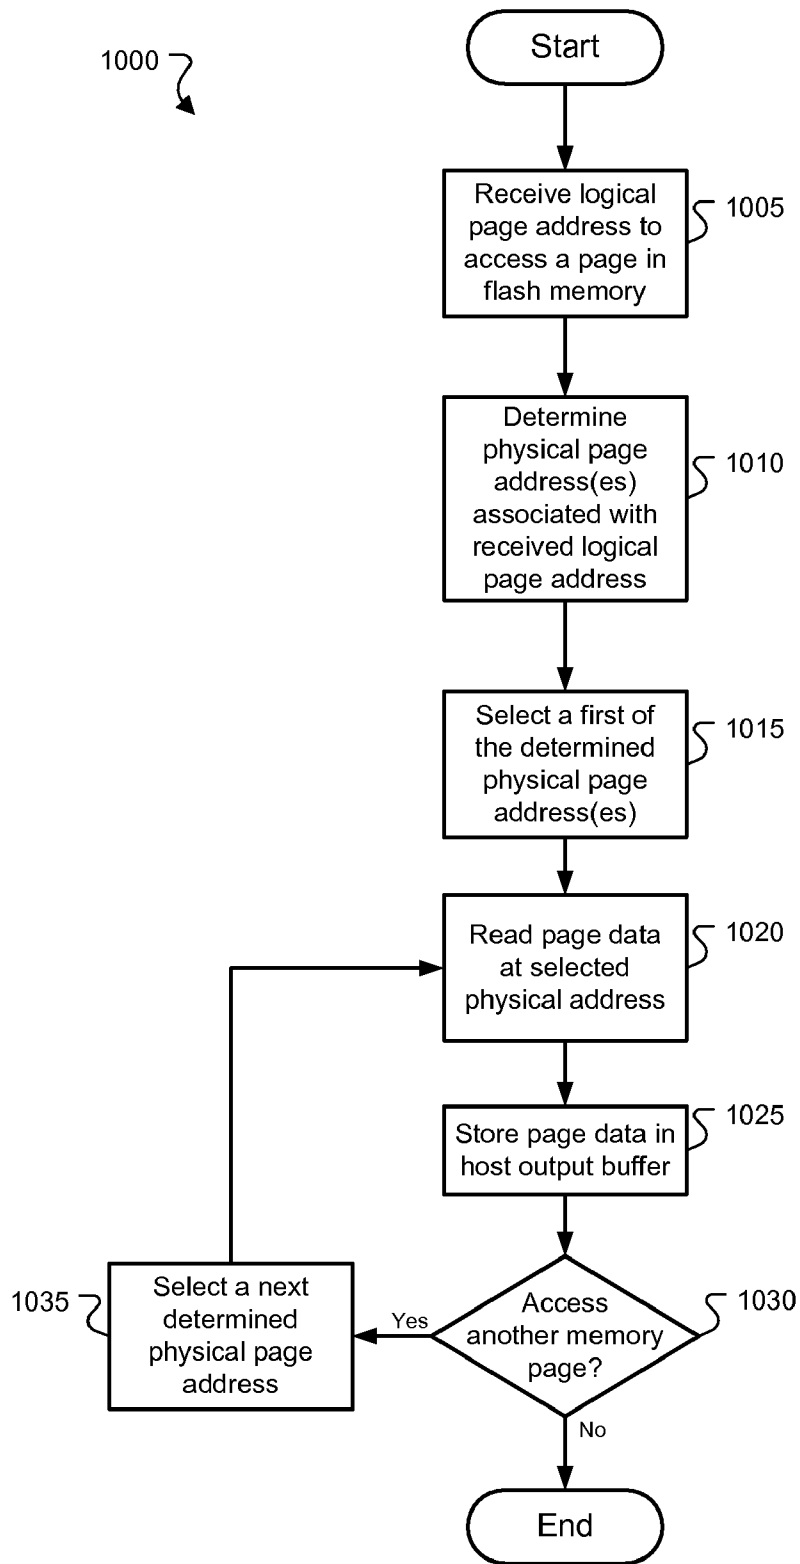 Start
1000
Receive logical
page address to
access a page in
flash memory
1005
Determine
physical page
address(es)
associated with
received logical
page address
1010
Select a first of
the determined
physical page
address(es)
1015
Read page data
at selected
physical address
1020
Store page data in
host output buffer
1025
Access
another memory
page?
1030
Yes
Select a next
determined
physical page
address
1035
No
End